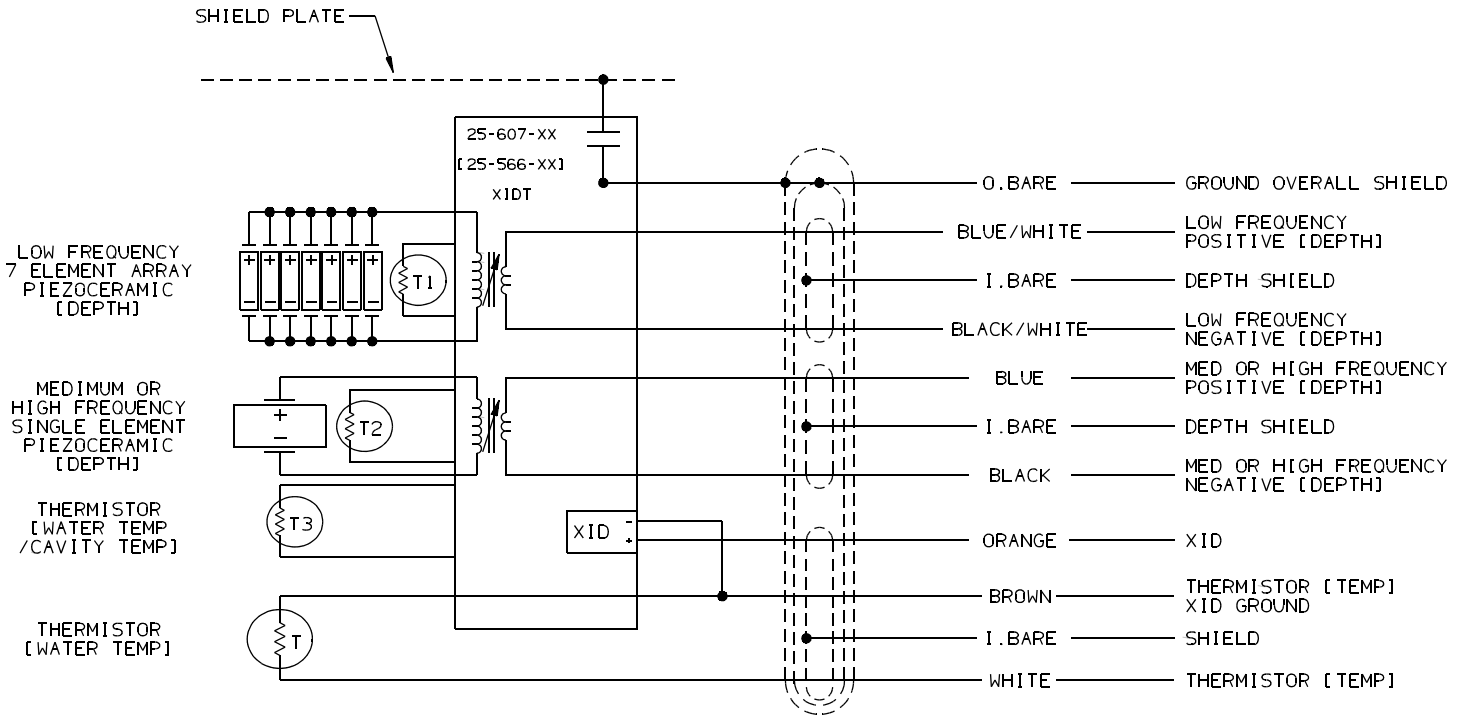 SHIELD PLATE
25-607-XX
[25-566-XX]
XIDT
O.BARE
GROUND OVERALL SHIELD
BLUE/WHITE
LOW FREQUENCY
POSITIVE [DEPTH]
LOW FREQUENCY
7 ELEMENT ARRAY
PIEZOCERAMIC
[DEPTH]
+ + + + + + +
- - - - - - -
T1
I.BARE
DEPTH SHIELD
BLACK/WHITE
LOW FREQUENCY
NEGATIVE [DEPTH]
MEDIMUM OR
HIGH FREQUENCY
SINGLE ELEMENT
PIEZOCERAMIC
[DEPTH]
+
-
T2
BLUE
MED OR HIGH FREQUENCY
POSITIVE [DEPTH]
I.BARE
DEPTH SHIELD
BLACK
MED OR HIGH FREQUENCY
NEGATIVE [DEPTH]
THERMISTOR
[WATER TEMP
/CAVITY TEMP]
T3
XID
-
+
ORANGE
XID
BROWN
THERMISTOR [TEMP]
XID GROUND
THERMISTOR
[WATER TEMP]
T
I.BARE
SHIELD
WHITE
THERMISTOR [TEMP]